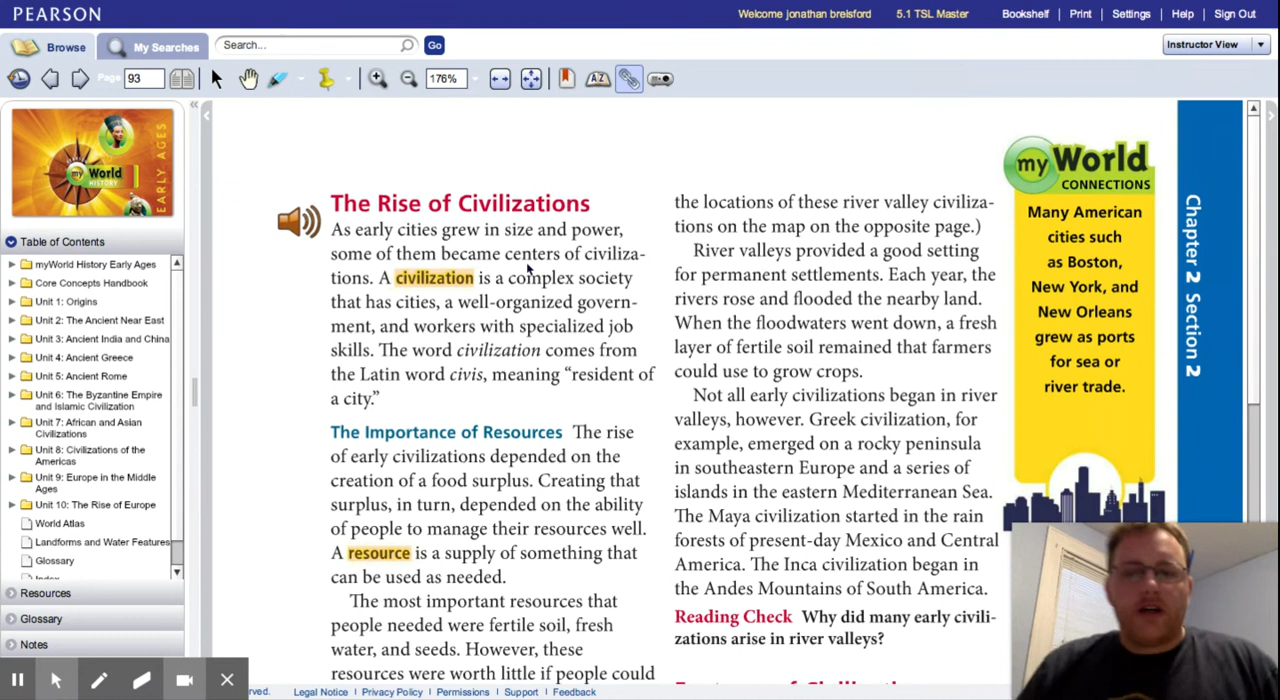 PEARSON
Welcome jonathan brelsford
5.1 TSL Master
Bookshelf | Print | Settings | Help | Sign Out
Browse
My Searches
Search...
Go
Instructor View
Page 93
176%
my World
HISTORY
EARLY AGES
Table of Contents
myWorld History Early Ages
Core Concepts Handbook
Unit 1: Origins
Unit 2: The Ancient Near East
Unit 3: Ancient India and China
Unit 4: Ancient Greece
Unit 5: Ancient Rome
Unit 6: The Byzantine Empire
and Islamic Civilization
Unit 7: African and Asian
Civilizations
Unit 8: Civilizations of the
Americas
Unit 9: Europe in the Middle
Ages
Unit 10: The Rise of Europe
World Atlas
Landforms and Water Features
Glossary
Index
Resources
Glossary
Notes
The Rise of Civilizations
As early cities grew in size and power,
some of them became centers of civiliza-
tions. A civilization is a complex society
that has cities, a well-organized govern-
ment, and workers with specialized job
skills. The word civilization comes from
the Latin word civis, meaning “resident of
a city.”
The Importance of Resources The rise
of early civilizations depended on the
creation of a food surplus. Creating that
surplus, in turn, depended on the ability
of people to manage their resources well.
A resource is a supply of something that
can be used as needed.
The most important resources that
people needed were fertile soil, fresh
water, and seeds. However, these
resources were worth little if people could
the locations of these river valley civiliza-
tions on the map on the opposite page.)
River valleys provided a good setting
for permanent settlements. Each year, the
rivers rose and flooded the nearby land.
When the floodwaters went down, a fresh
layer of fertile soil remained that farmers
could use to grow crops.
Not all early civilizations began in river
valleys, however. Greek civilization, for
example, emerged on a rocky peninsula
in southeastern Europe and a series of
islands in the eastern Mediterranean Sea.
The Maya civilization started in the rain
forests of present-day Mexico and Central
America. The Inca civilization began in
the Andes Mountains of South America.
Reading Check Why did many early civili-
zations arise in river valleys?
my World
CONNECTIONS
Many American
cities such
as Boston,
New York, and
New Orleans
grew as ports
for sea or
river trade.
Chapter 2 Section 2
rved. Legal Notice | Privacy Policy | Permissions | Support | Feedback